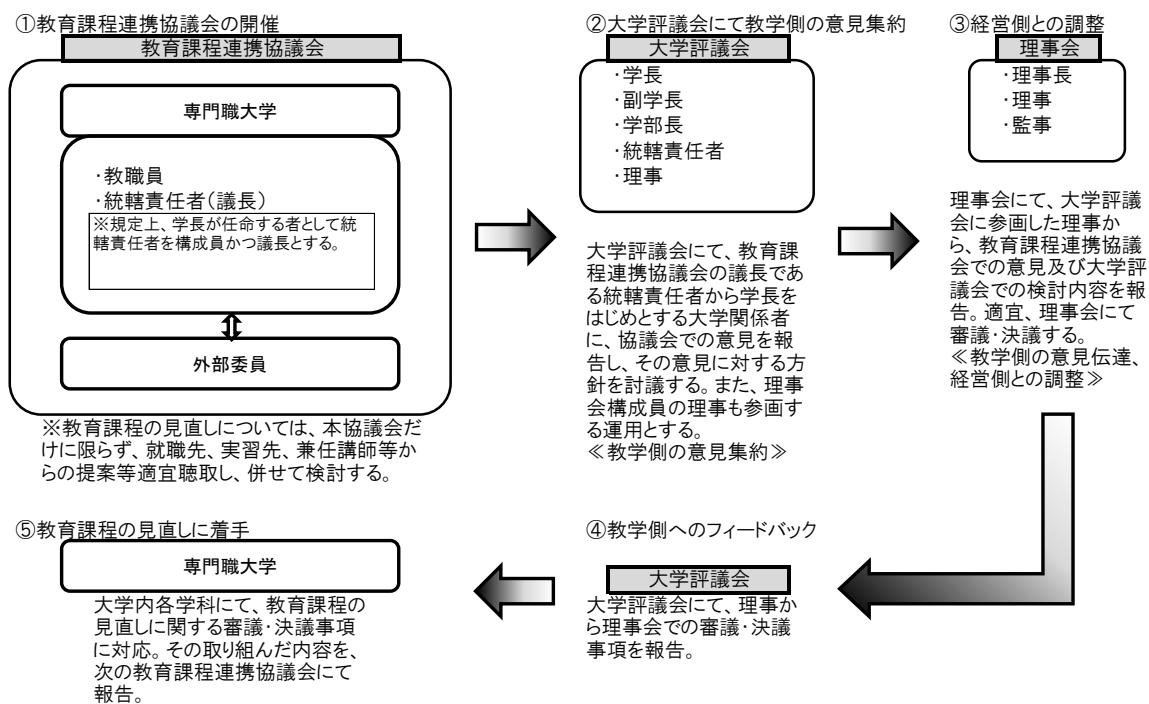 ①教育課程連携協議会の開催
教育課程連携協議会
専門職大学
・教職員
・統轄責任者（議長）
※規定上、学長が任命する者として統
轄責任者を構成員かつ議長とする。
外部委員
※教育課程の見直しについては、本協議会だ
けに限らず、就職先、実習先、兼任講師等か
らの提案等適宜聴取し、併せて検討する。
②大学評議会にて教学側の意見集約
大学評議会
・学長
・副学長
・学部長
・統轄責任者
・理事
大学評議会にて、教育課
程連携協議会の議長であ
る統轄責任者から学長を
はじめとする大学関係者
に、協議会での意見を報
告し、その意見に対する方
針を討議する。また、理事
会構成員の理事も参画す
る運用とする。
≪教学側の意見集約≫
③経営側との調整
理事会
・理事長
・理事
・監事
理事会にて、大学評議
会に参画した理事か
ら、教育課程連携協議
会での意見及び大学評
議会での検討内容を報
告。適宜、理事会にて
審議・決議する。
≪教学側の意見伝達、
経営側との調整≫
④教学側へのフィードバック
大学評議会
大学評議会にて、理事か
ら理事会での審議・決議
事項を報告。
⑤教育課程の見直しに着手
専門職大学
大学内各学科にて、教育課程の
見直しに関する審議・決議事項
に対応。その取り組んだ内容を、
次の教育課程連携協議会にて
報告。